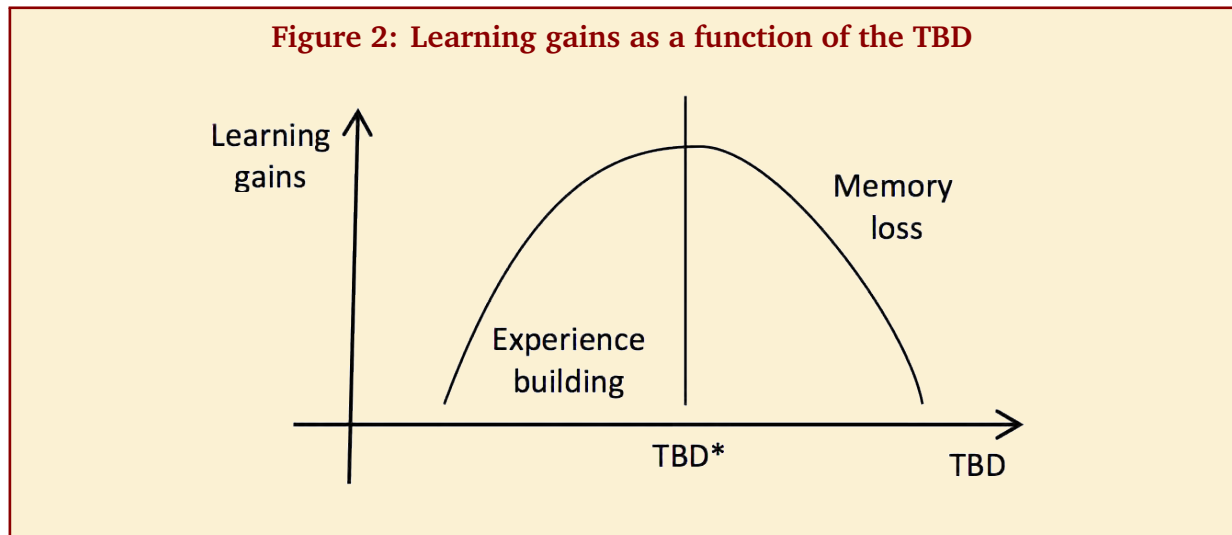 Figure 2: Learning gains as a function of the TBD
Learning
gains
Memory
loss
Experience
building
TBD*
TBD